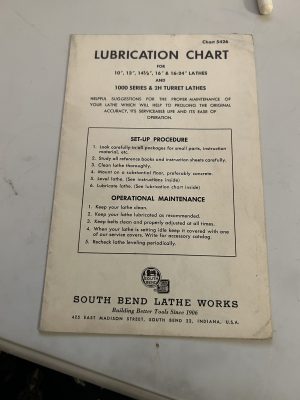 Chart 5426
LUBRICATION CHART
FOR
10", 13", 14½", 16" & 16-24" LATHES
AND
1000 SERIES & 2H TURRET LATHES
HELPFUL SUGGESTIONS FOR THE PROPER MAINTENANCE OF
YOUR LATHE WHICH WILL HELP TO PROLONG THE ORIGINAL
ACCURACY, IT'S SERVICEABLE LIFE AND ITS EASE OF
OPERATION.
SET-UP PROCEDURE
1. Look carefully in all packages for small parts, instruction
material, etc.
2. Study all reference books and instruction sheets carefully.
3. Clean lathe thoroughly.
4. Mount on a substantial floor, preferably concrete.
5. Level lathe. (See instructions inside)
6. Lubricate lathe. (See lubrication chart inside)
OPERATIONAL MAINTENANCE
1. Keep your lathe clean.
2. Keep your lathe lubricated as recommended.
3. Keep belts clean and properly adjusted at all times.
4. When your lathe is setting idle keep it covered with one
of our service covers. Write for accessory catalog.
5. Recheck lathe leveling periodically.
SOUTH BEND
SOUTH BEND LATHE WORKS
Building Better Tools Since 1906
425 EAST MADISON STREET, SOUTH BEND 22, INDIANA, U.S.A.